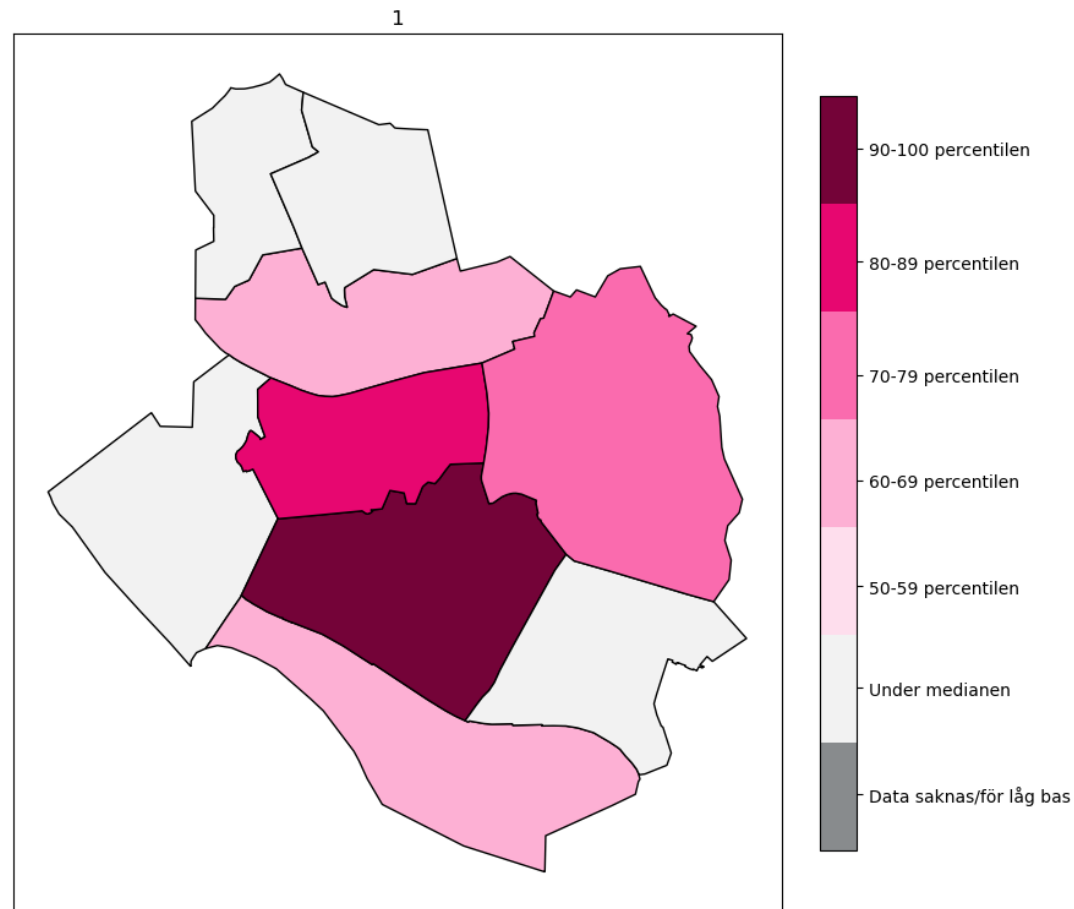 1
90-100 percentilen
80-89 percentilen
70-79 percentilen
60-69 percentilen
50-59 percentilen
Under medianen
Data saknas/för låg bas